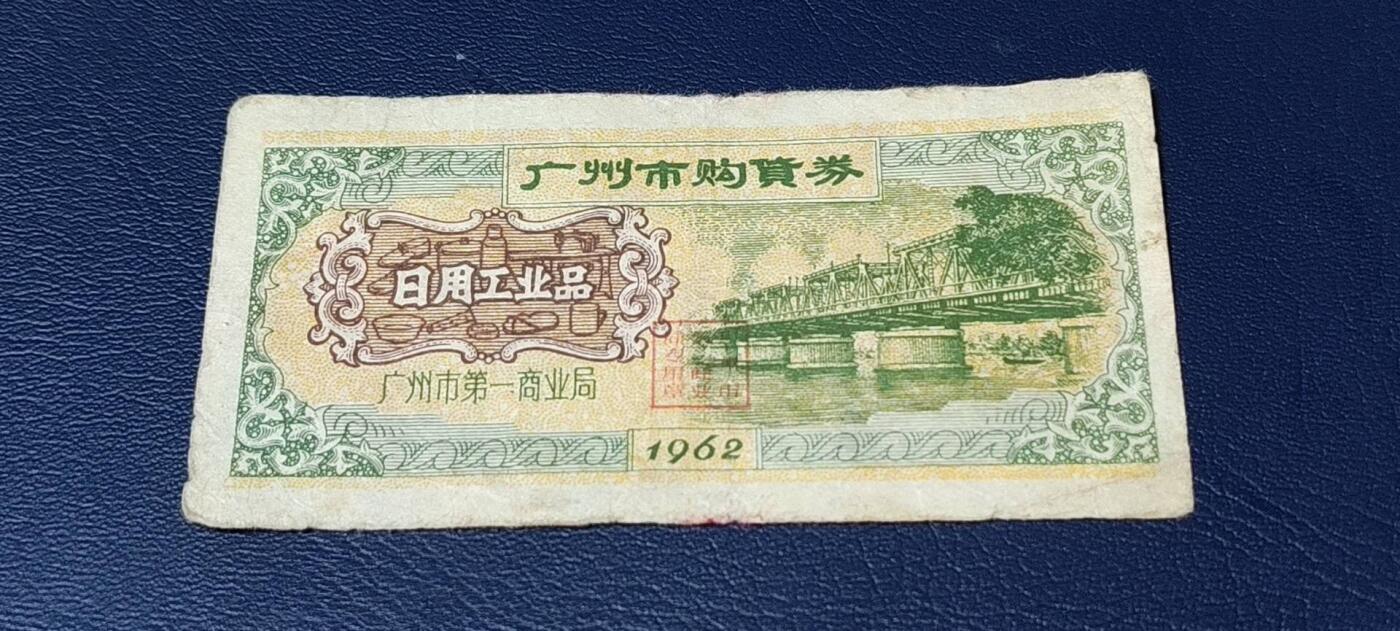 广州市购货券
日用工业品
广州市第一商业局
1962